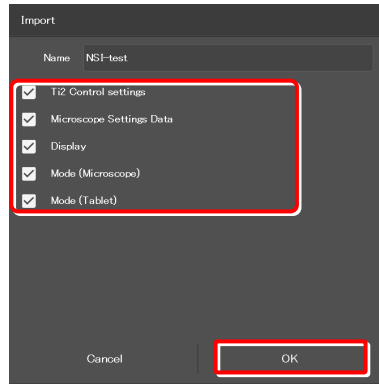 Import
Name NSI-test
Ti2 Control settings
Microscope Settings Data
Display
Mode (Microscope)
Mode (Tablet)
Cancel OK